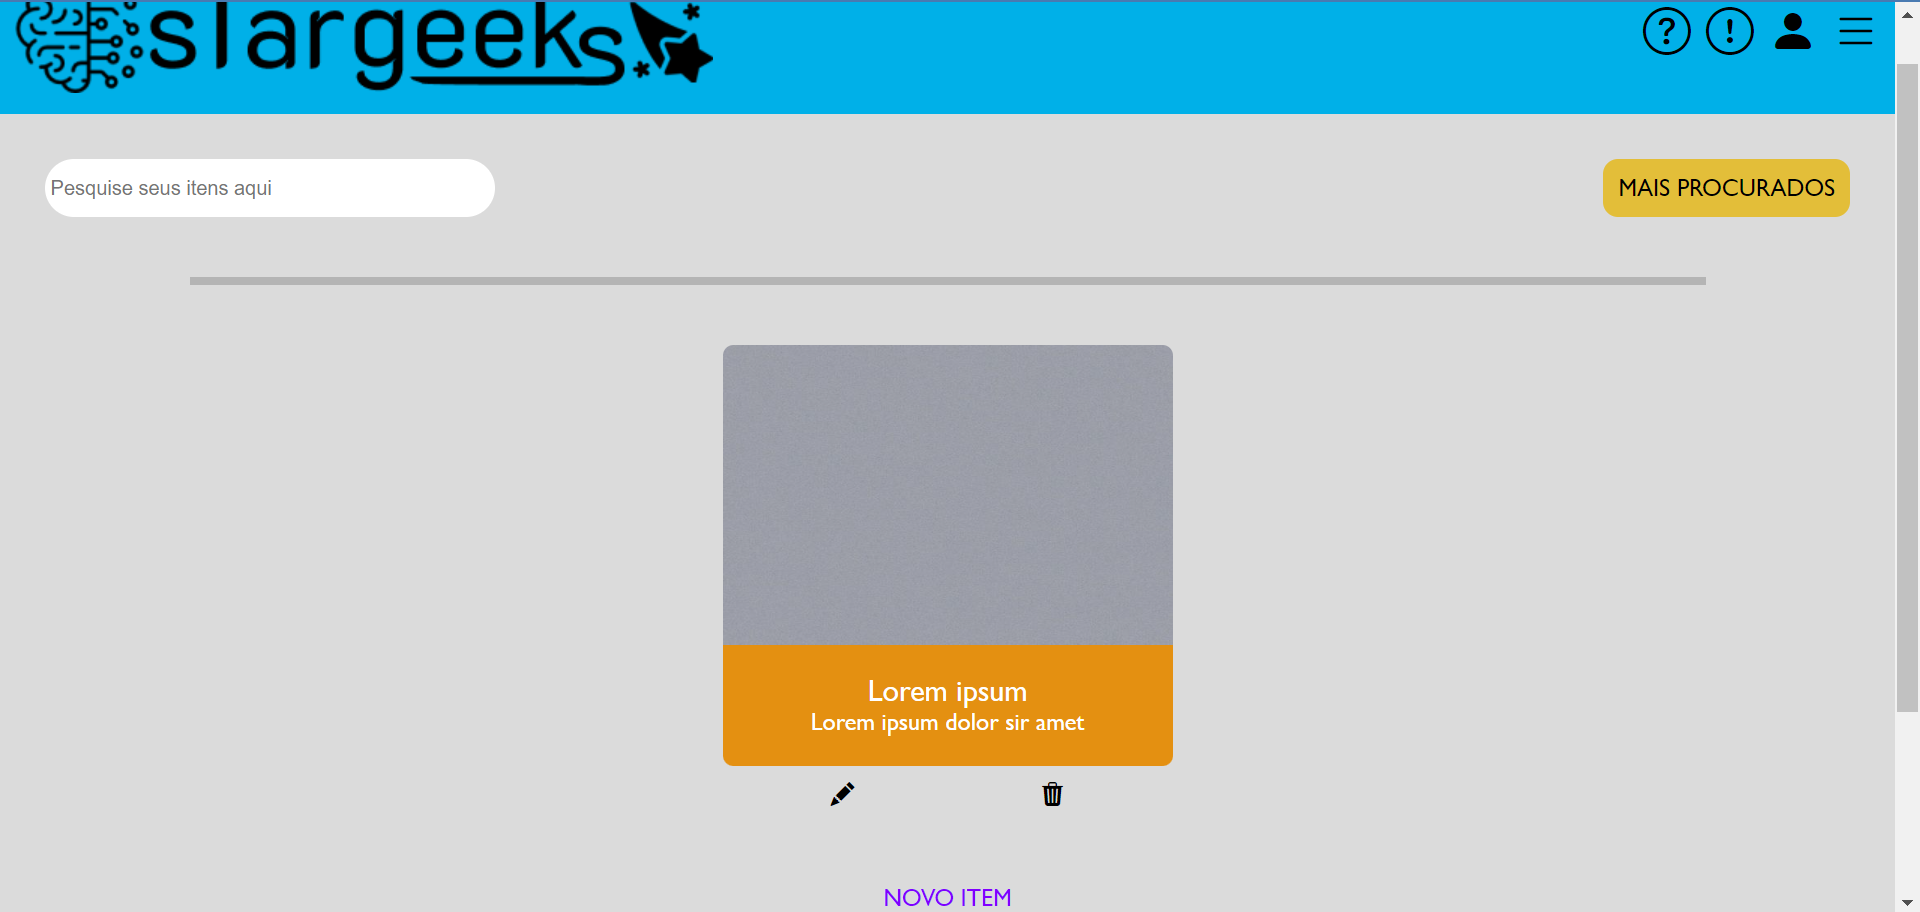 stargeeks
?
!
Pesquise seus itens aqui
MAIS PROCURADOS
Lorem ipsum
Lorem ipsum dolor sir amet
NOVO ITEM